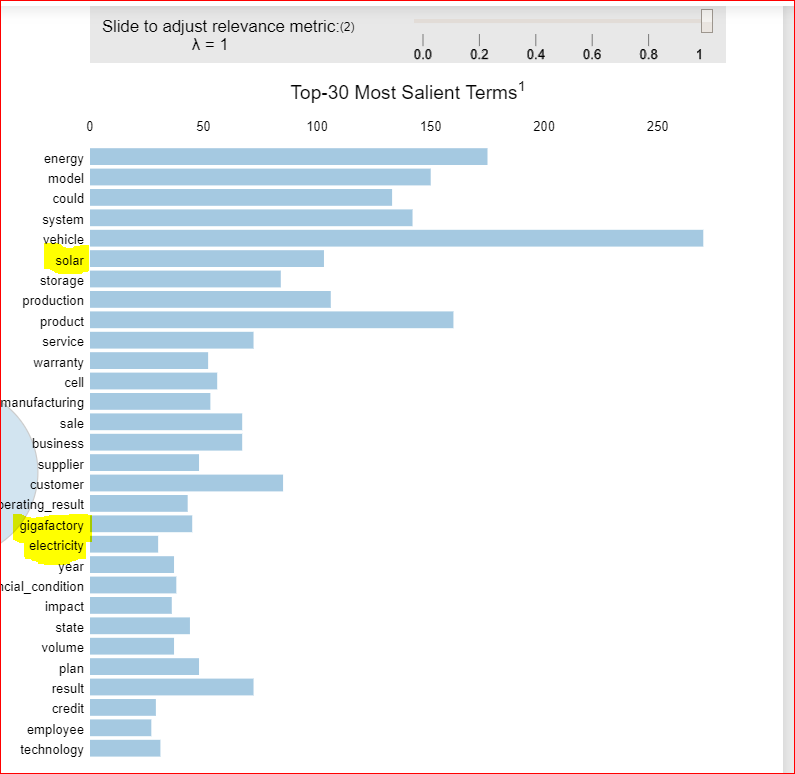 Slide to adjust relevance metric:(2)
λ = 1
0.0 0.2 0.4 0.6 0.8 1
Top-30 Most Salient Terms1
0 50 100 150 200 250
energy
model
could
system
vehicle
solar
storage
production
product
service
warranty
cell
manufacturing
sale
business
supplier
customer
perating_result
gigafactory
electricity
year
ncial_condition
impact
state
volume
plan
result
credit
employee
technology